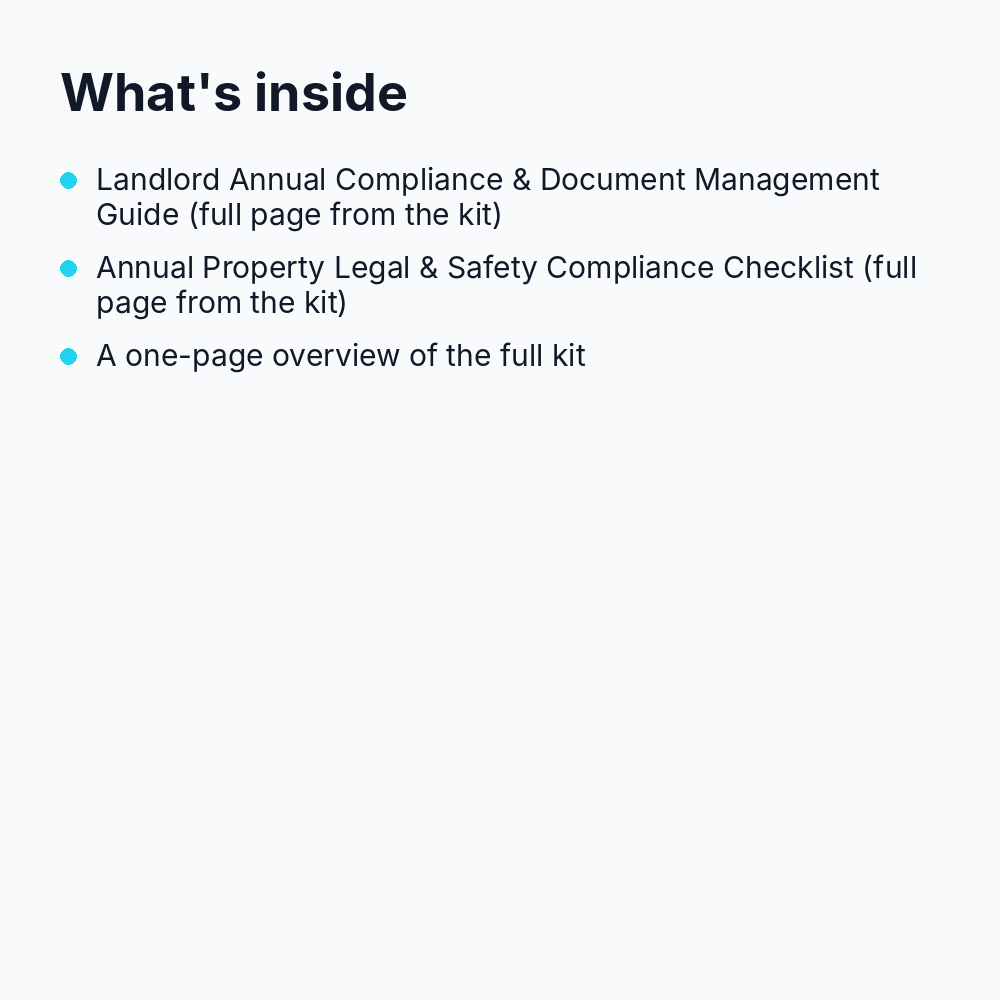 What's inside
Landlord Annual Compliance & Document Management
Guide (full page from the kit)
Annual Property Legal & Safety Compliance Checklist (full
page from the kit)
A one-page overview of the full kit